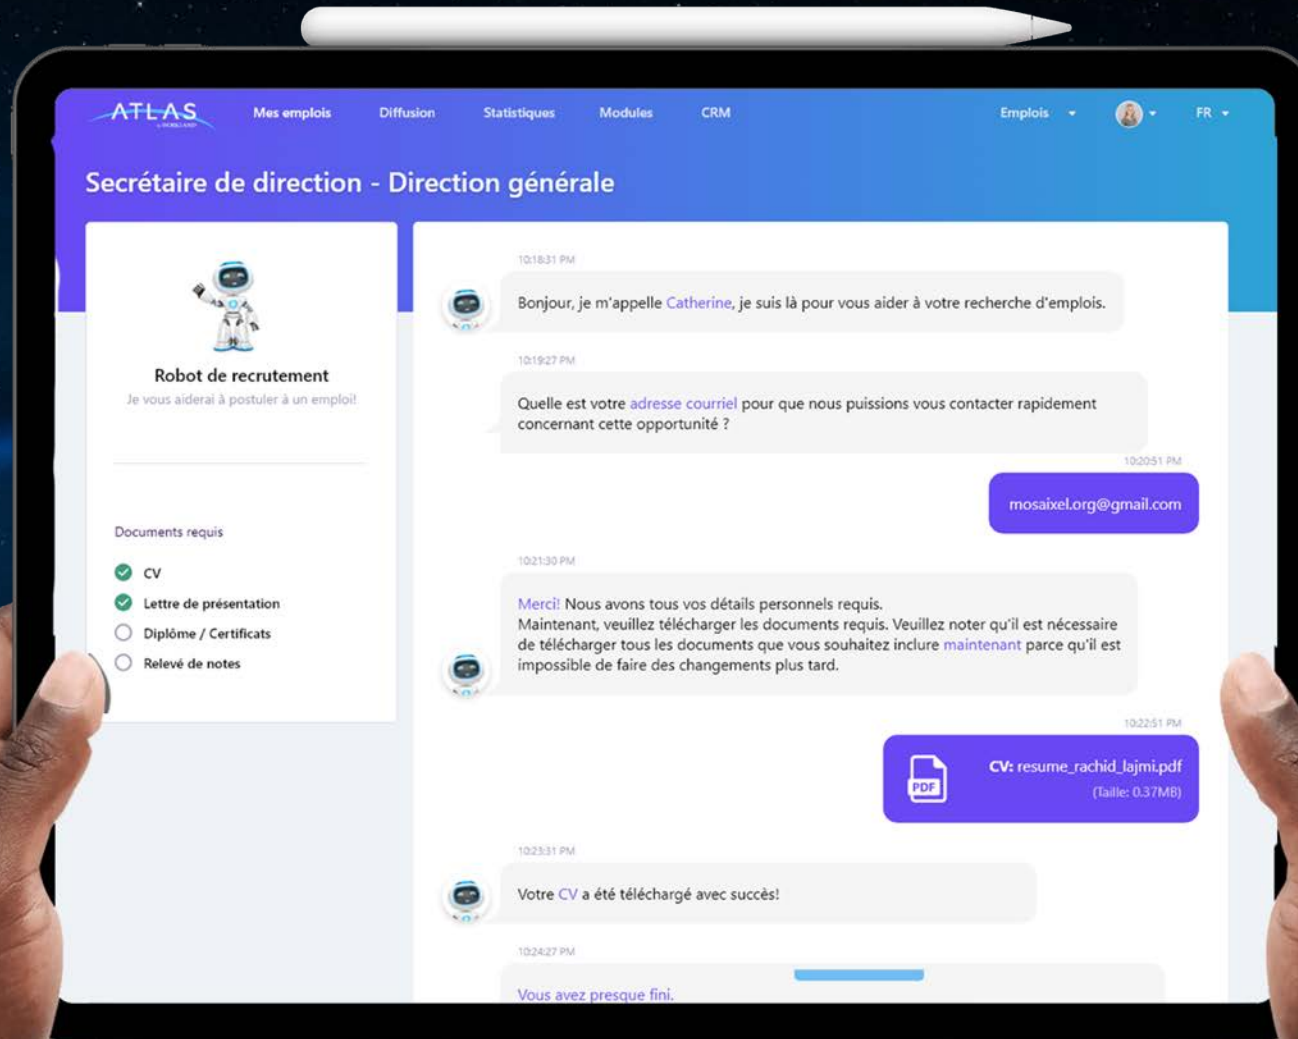 ATLAS
Mes emplois
Diffusion
Statistiques
Modules
CRM
Emplois
FR
Secrétaire de direction - Direction générale
Robot de recrutement
Je vous aiderai à postuler à un emploi!
Documents requis
CV
Lettre de présentation
Diplôme / Certificats
Relevé de notes
10:18:31 PM
Bonjour, je m'appelle Catherine, je suis là pour vous aider à votre recherche d'emplois.
10:19:27 PM
Quelle est votre adresse courriel pour que nous puissions vous contacter rapidement
concernant cette opportunité ?
10:20:51 PM
mosaixel.org@gmail.com
10:21:30 PM
Merci! Nous avons tous vos détails personnels requis.
Maintenant, veuillez télécharger les documents requis. Veuillez noter qu'il est nécessaire
de télécharger tous les documents que vous souhaitez inclure maintenant parce qu'il est
impossible de faire des changements plus tard.
10:22:51 PM
PDF
CV: resume_rachid_lajmi.pdf
(Taille: 0.37MB)
10:23:31 PM
Votre CV a été téléchargé avec succès!
10:24:27 PM
Vous avez presque fini.